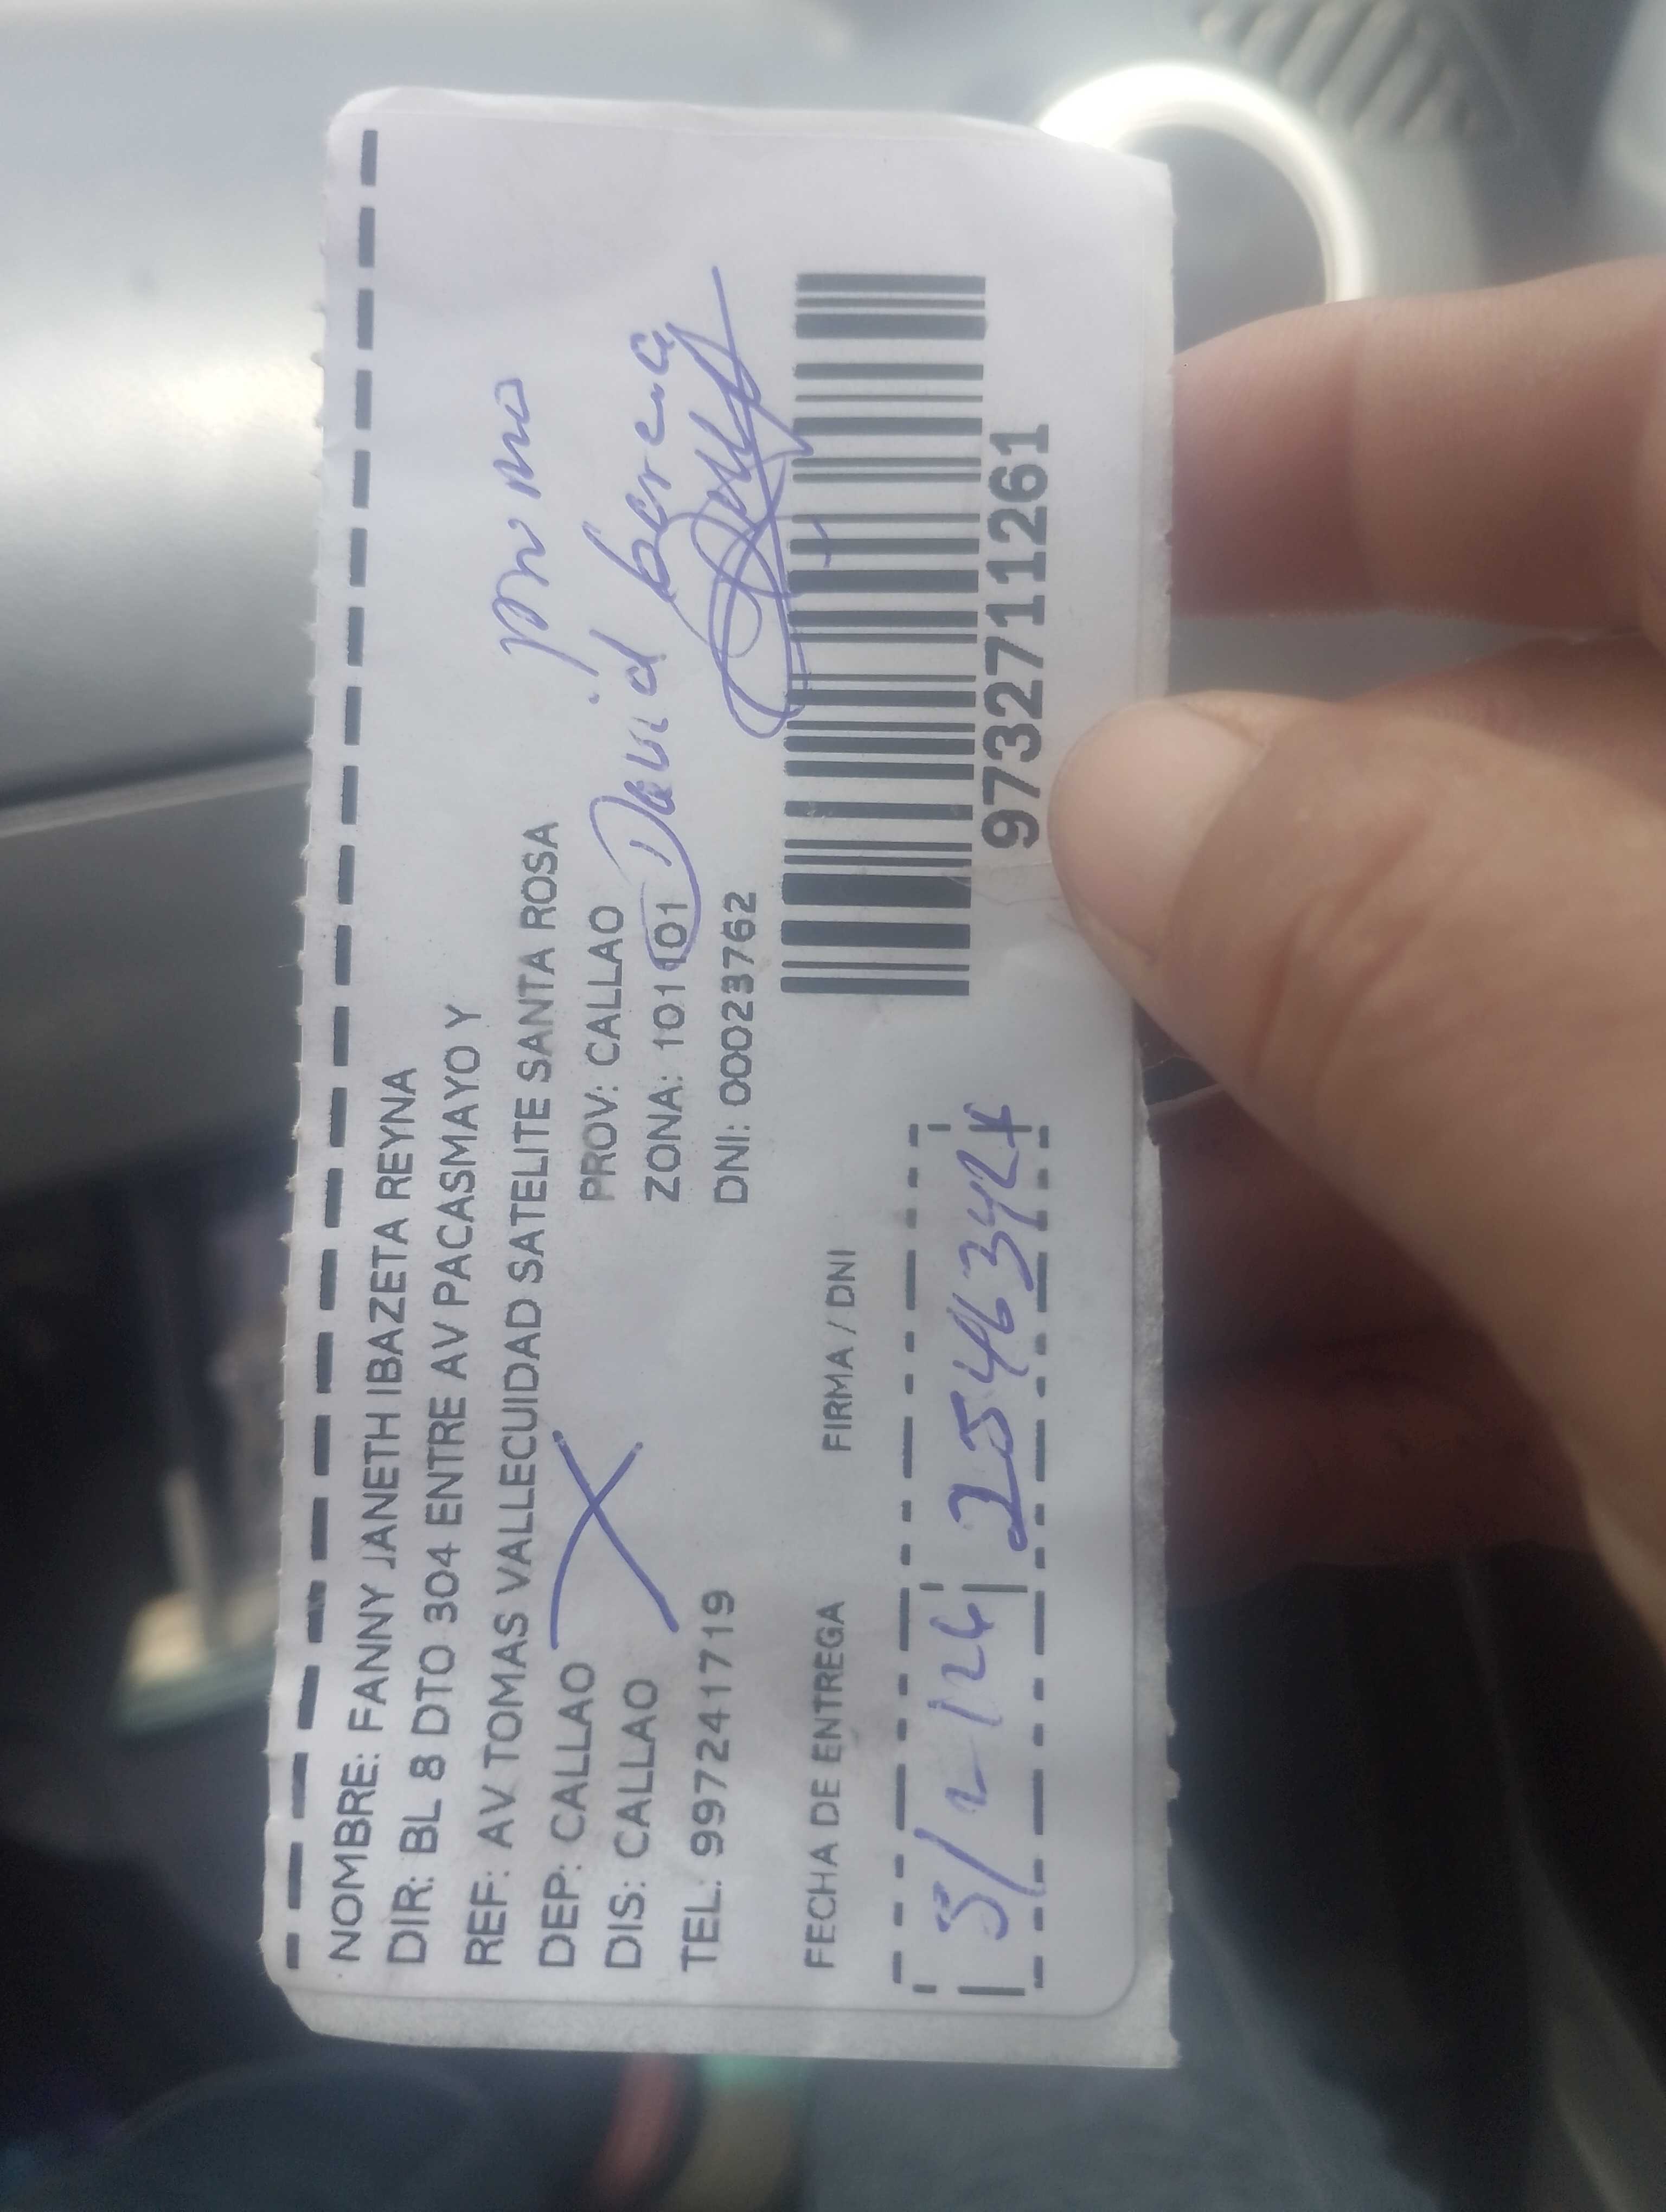 NOMBRE: FANNY JANETH IBAZETA REYNA
DIR: BL 8 DTO 304 ENTRE AV PACASMAYO Y
REF: AV TOMAS VALLECUIDAD SATELITE SANTA ROSA
DEP: CALLAO PROV: CALLAO
DIS: CALLAO ZONA: 101101
TEL: 997241719 DNI: 00023762
David
FECHA DE ENTREGA FIRMA / DNI
3/2/24 25463424
9732711261